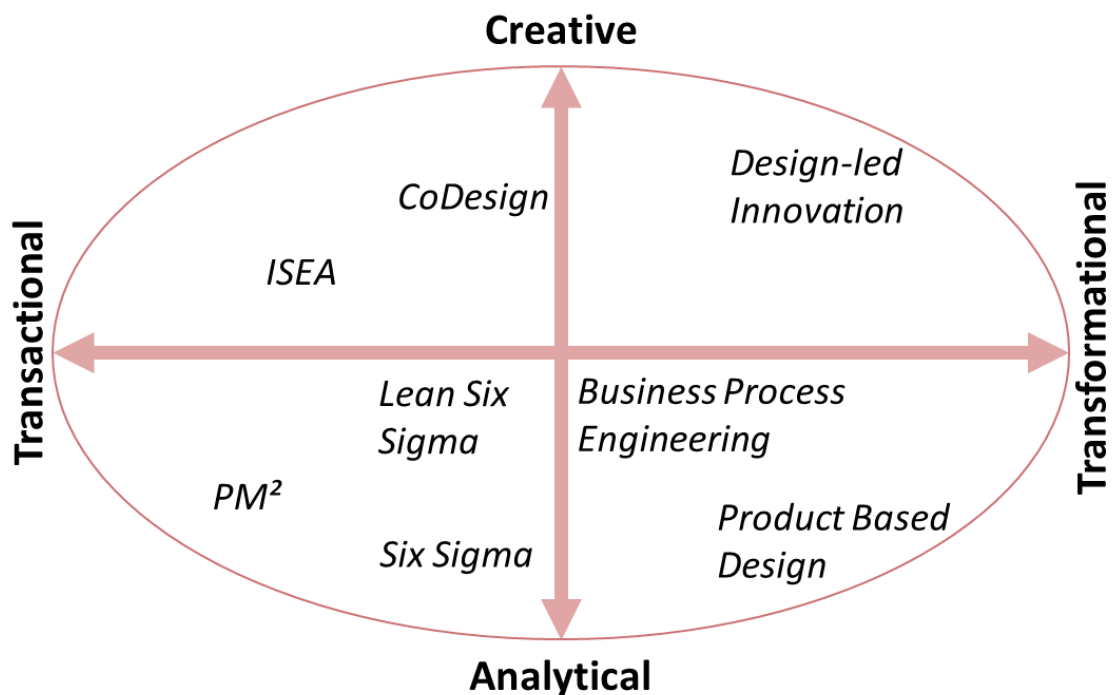 Creative
CoDesign
Design-led
Innovation
ISEA
Transactional
Transformational
Lean Six
Sigma
Business Process
Engineering
PM²
Six Sigma
Product Based
Design
Analytical